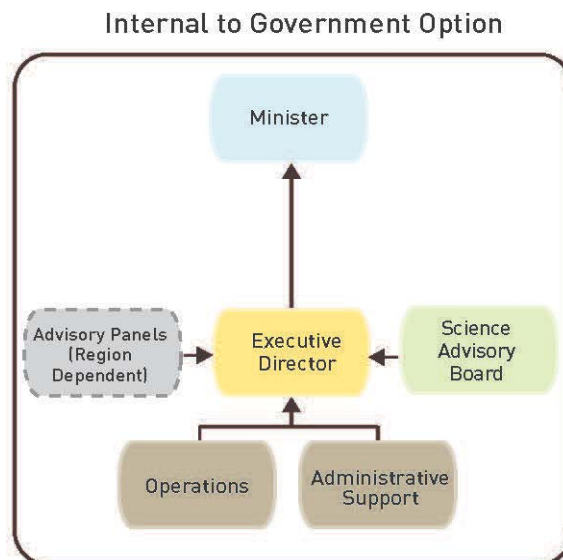 Internal to Government Option
Minister
Advisory Panels
(Region
Dependent)
Executive
Director
Science
Advisory
Board
Operations
Administrative
Support